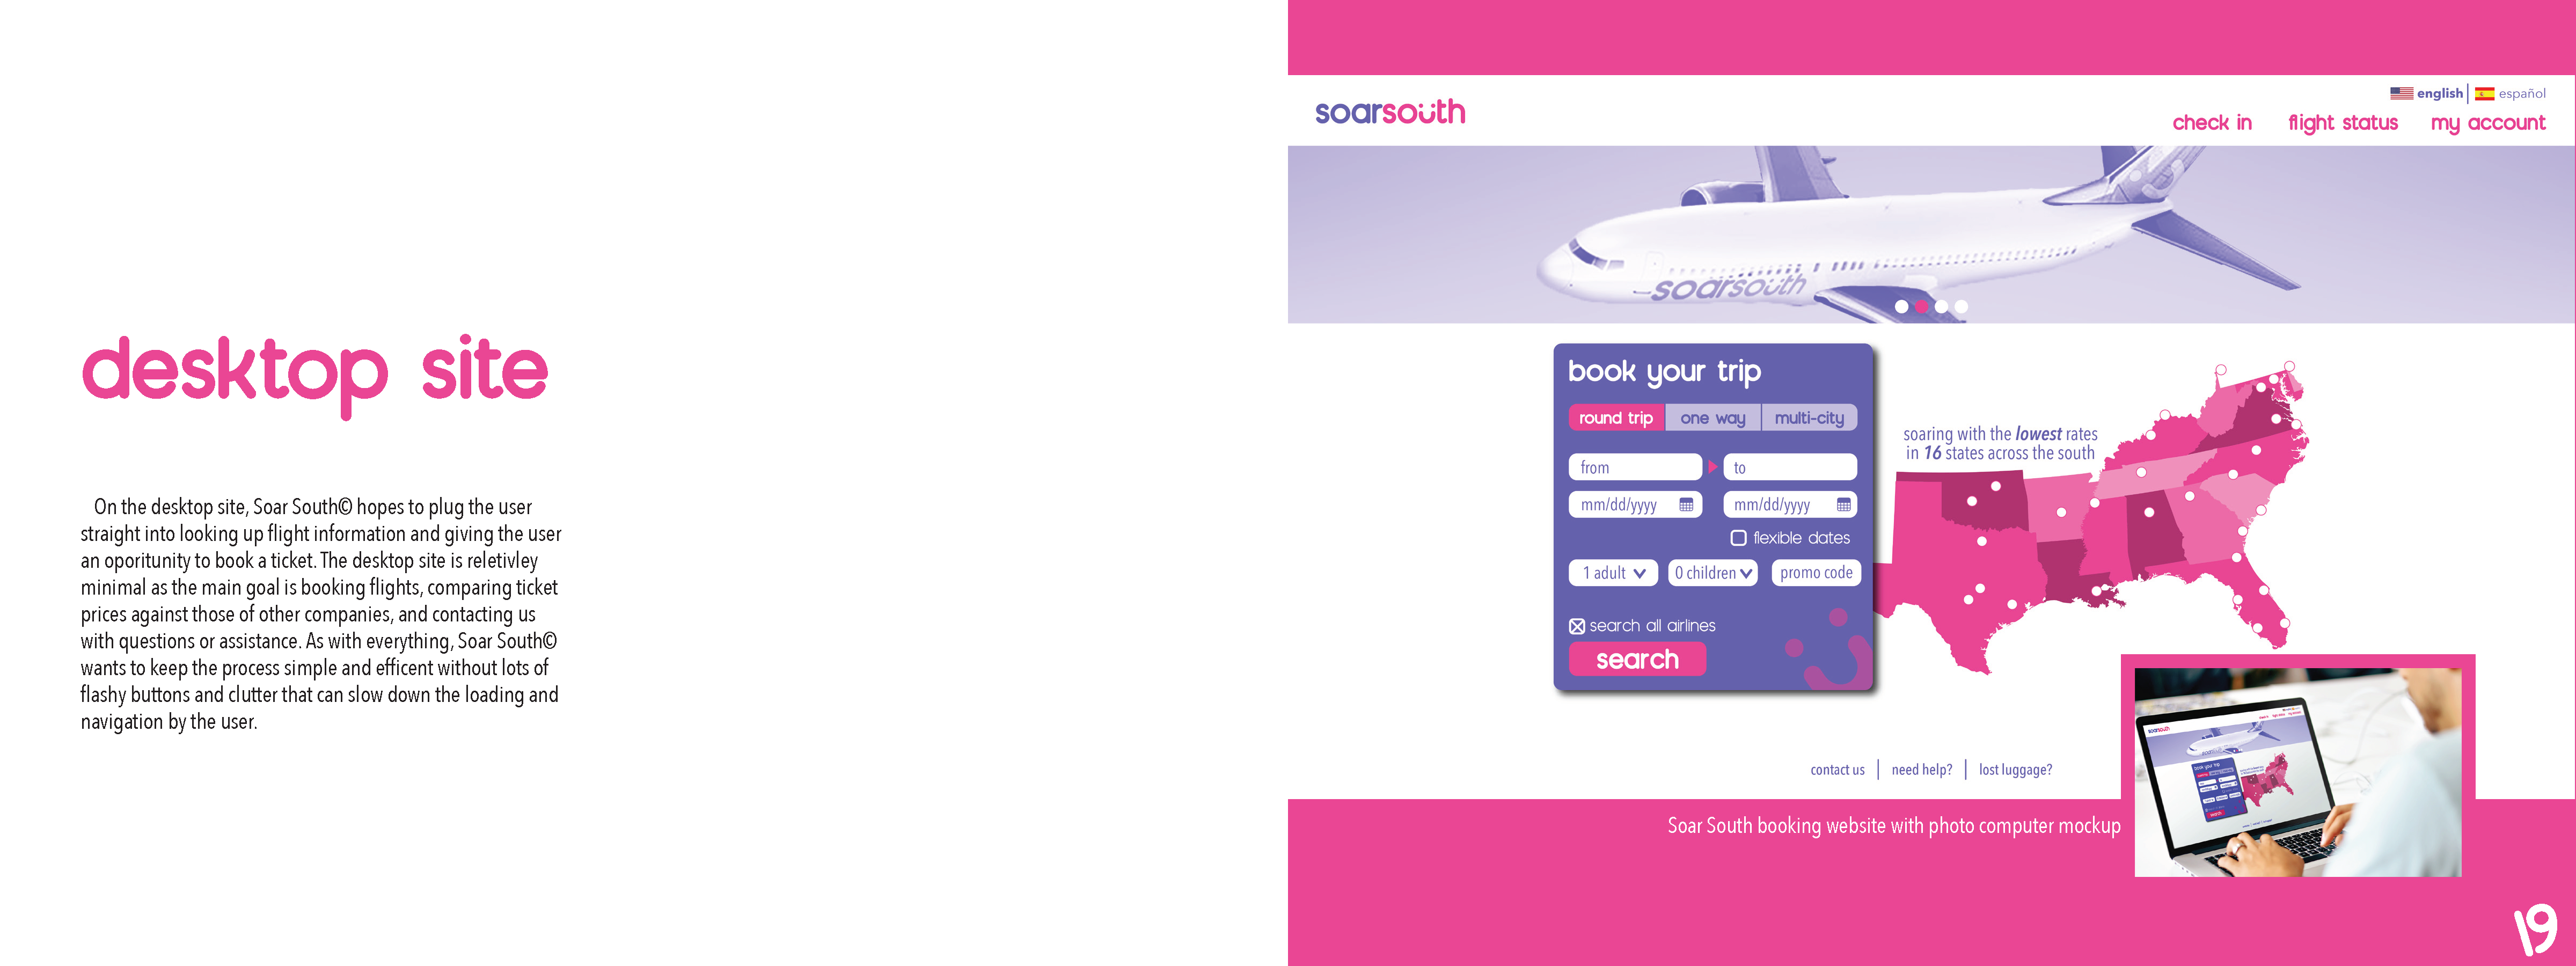 desktop site
On the desktop site, Soar South© hopes to plug the user
straight into looking up flight information and giving the user
an oporitunity to book a ticket. The desktop site is reletivley
minimal as the main goal is booking flights, comparing ticket
prices against those of other companies, and contacting us
with questions or assistance. As with everything, Soar South©
wants to keep the process simple and efficent without lots of
flashy buttons and clutter that can slow down the loading and
navigation by the user.
soarsouth
english | español
check in flight status my account
soarsouth
book your trip
round trip one way multi-city
from to
mm/dd/yyyy mm/dd/yyyy
flexible dates
1 adult 0 children promo code
search all airlines
search
soaring with the lowest rates
in 16 states across the south
contact us | need help? | lost luggage?
Soar South booking website with photo computer mockup
soarsouth
book your trip
search
19